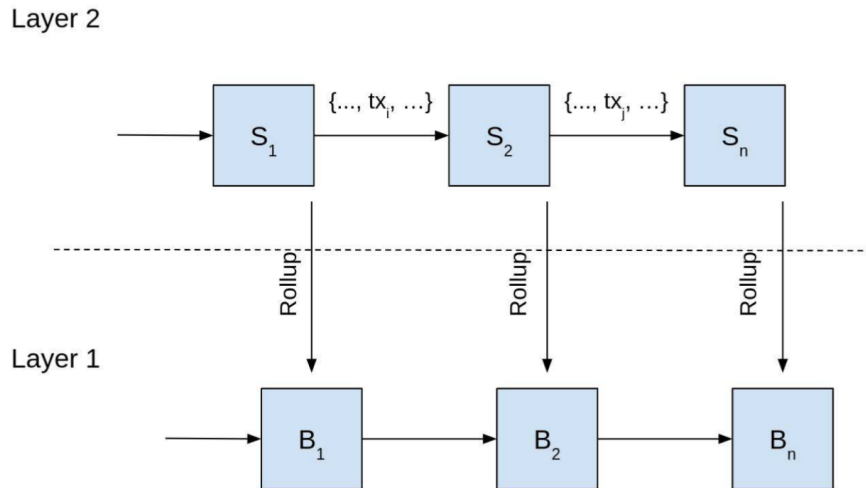 Layer 2
{..., txᵢ, ...}
{..., txⱼ, ...}
S₁
S₂
Sₙ
Rollup
Rollup
Rollup
Layer 1
B₁
B₂
Bₙ